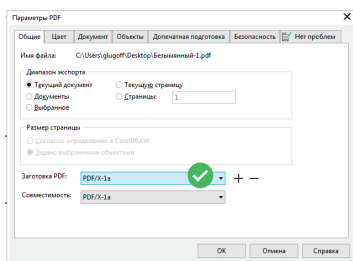 Параметры PDF
Общие Цвет Документ Объекты Допечатная подготовка Безопасность Нет проблем
Имя файла: C:\Users\glugoff\Desktop\Безымянный-1.pdf
Диапазон экспорта
Текущий документ Текущую страницу
Документы Страницы: 1
Выбранное
Размер страницы
Согласно определению в CorelDRAW
Задано выбранными объектами
Заготовка PDF: PDF/X-1a
Совместимость: PDF/X-1a
ОК Отмена Справка